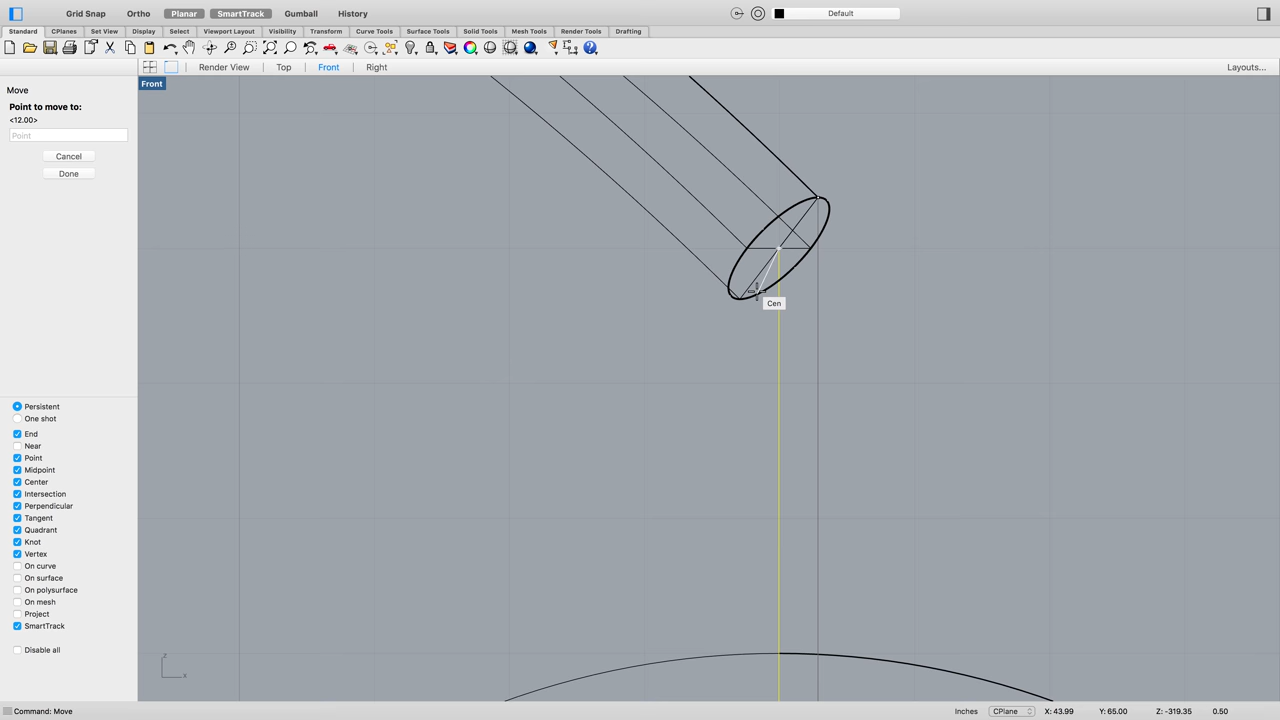 Grid Snap Ortho Planar SmartTrack Gumball History Default
Standard CPlanes Set View Display Select Viewport Layout Visibility Transform Curve Tools Surface Tools Solid Tools Mesh Tools Render Tools Drafting
Render View Top Front Right Layouts...
Front
Move
Point to move to:
<12.00>
Point
Cancel
Done
Cen
Persistent
One shot
End
Near
Point
Midpoint
Center
Intersection
Perpendicular
Tangent
Quadrant
Knot
Vertex
On curve
On surface
On polysurface
On mesh
Project
SmartTrack
Disable all
z
x
Command: Move Inches CPlane X: 43.99 Y: 65.00 Z: -319.35 0.50